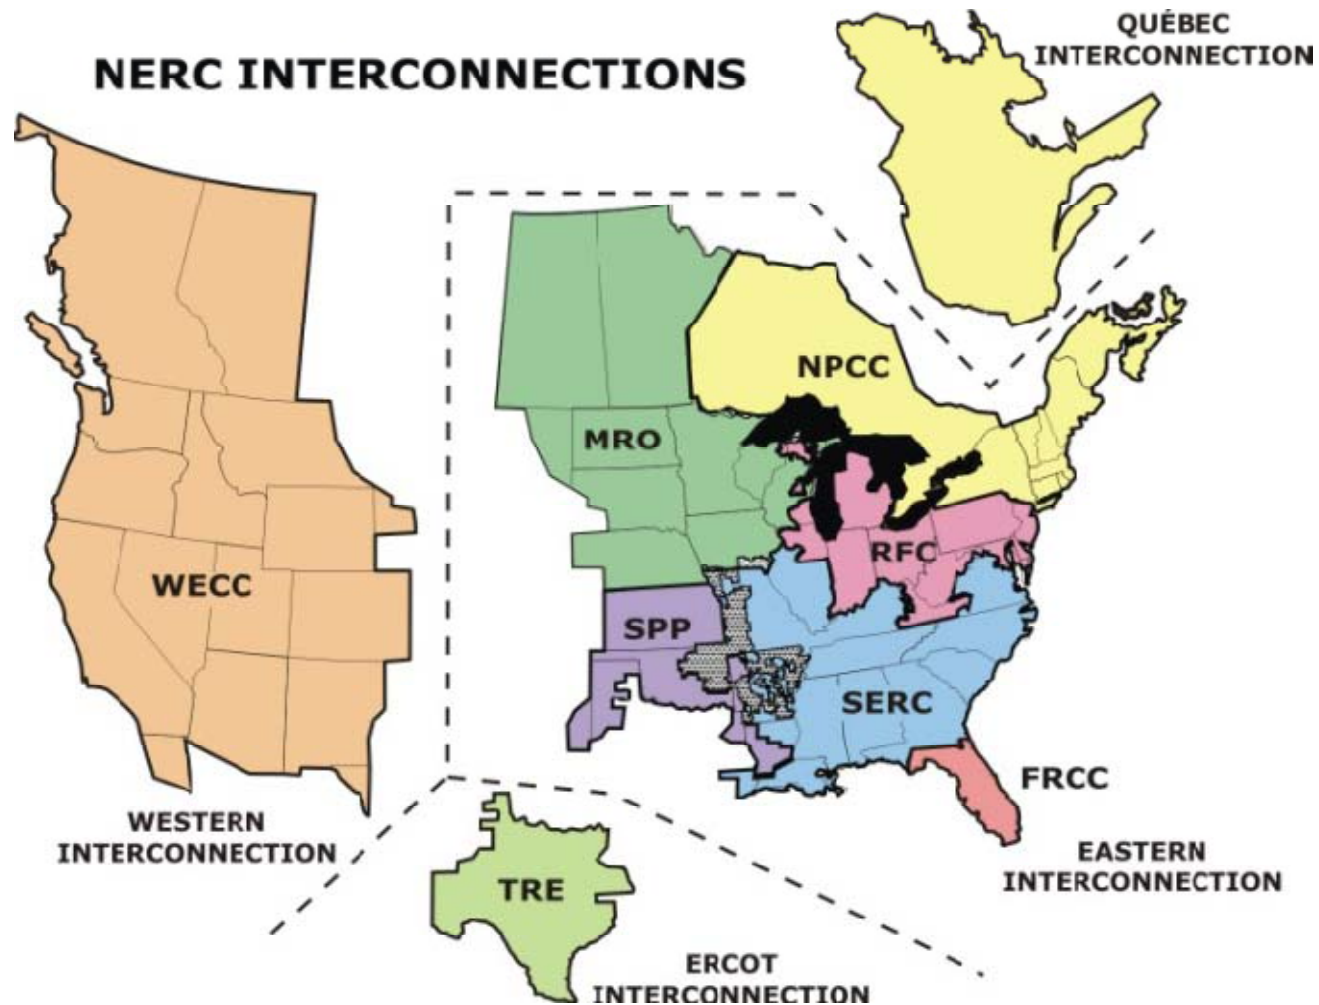 QUÉBEC
INTERCONNECTION
NERC INTERCONNECTIONS
NPCC
MRO
RFC
WECC
SPP
SERC
FRCC
WESTERN
INTERCONNECTION
EASTERN
INTERCONNECTION
TRE
ERCOT
INTERCONNECTION